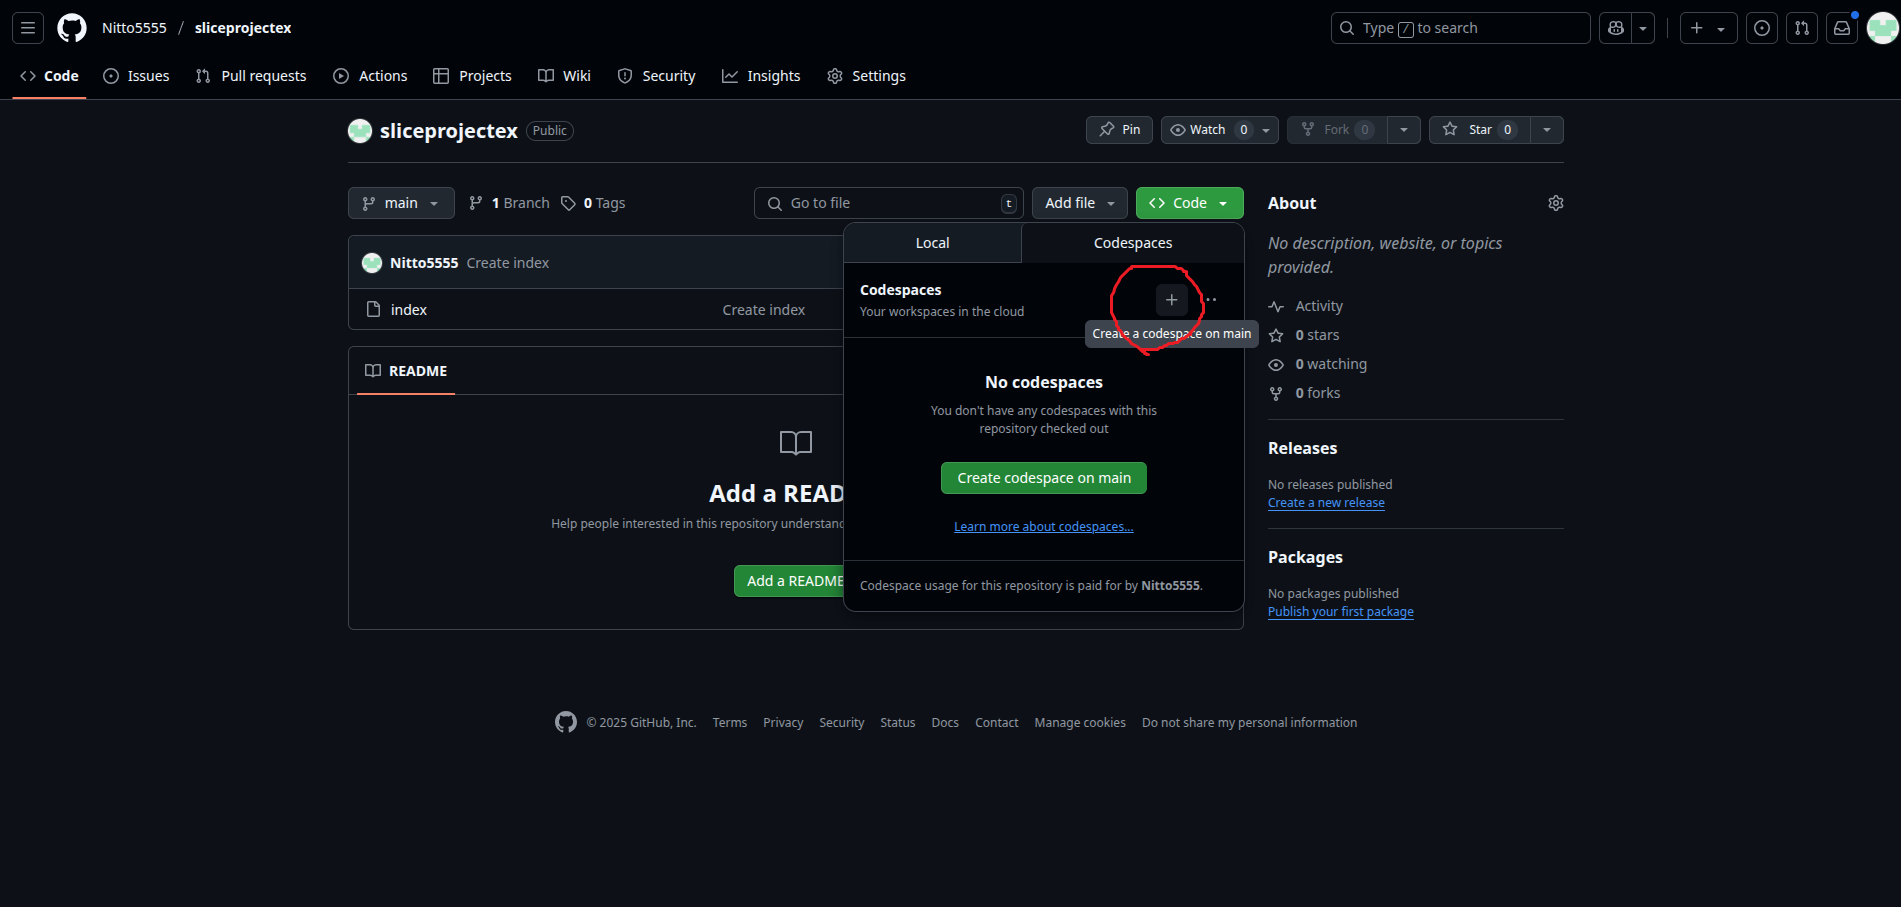 Nitto5555 / sliceprojectex
Type / to search
Code
Issues
Pull requests
Actions
Projects
Wiki
Security
Insights
Settings
sliceprojectex Public
Pin
Watch 0
Fork 0
Star 0
main
1 Branch
0 Tags
Go to file t
Add file
Code
Local
Codespaces
Nitto5555 Create index
index
Create index
README
Add a READ
Help people interested in this repository understand
Add a README
Codespaces
Your workspaces in the cloud
Create a codespace on main
No codespaces
You don't have any codespaces with this
repository checked out
Create codespace on main
Learn more about codespaces...
Codespace usage for this repository is paid for by Nitto5555.
About
No description, website, or topics
provided.
Activity
0 stars
0 watching
0 forks
Releases
No releases published
Create a new release
Packages
No packages published
Publish your first package
© 2025 GitHub, Inc.
Terms
Privacy
Security
Status
Docs
Contact
Manage cookies
Do not share my personal information